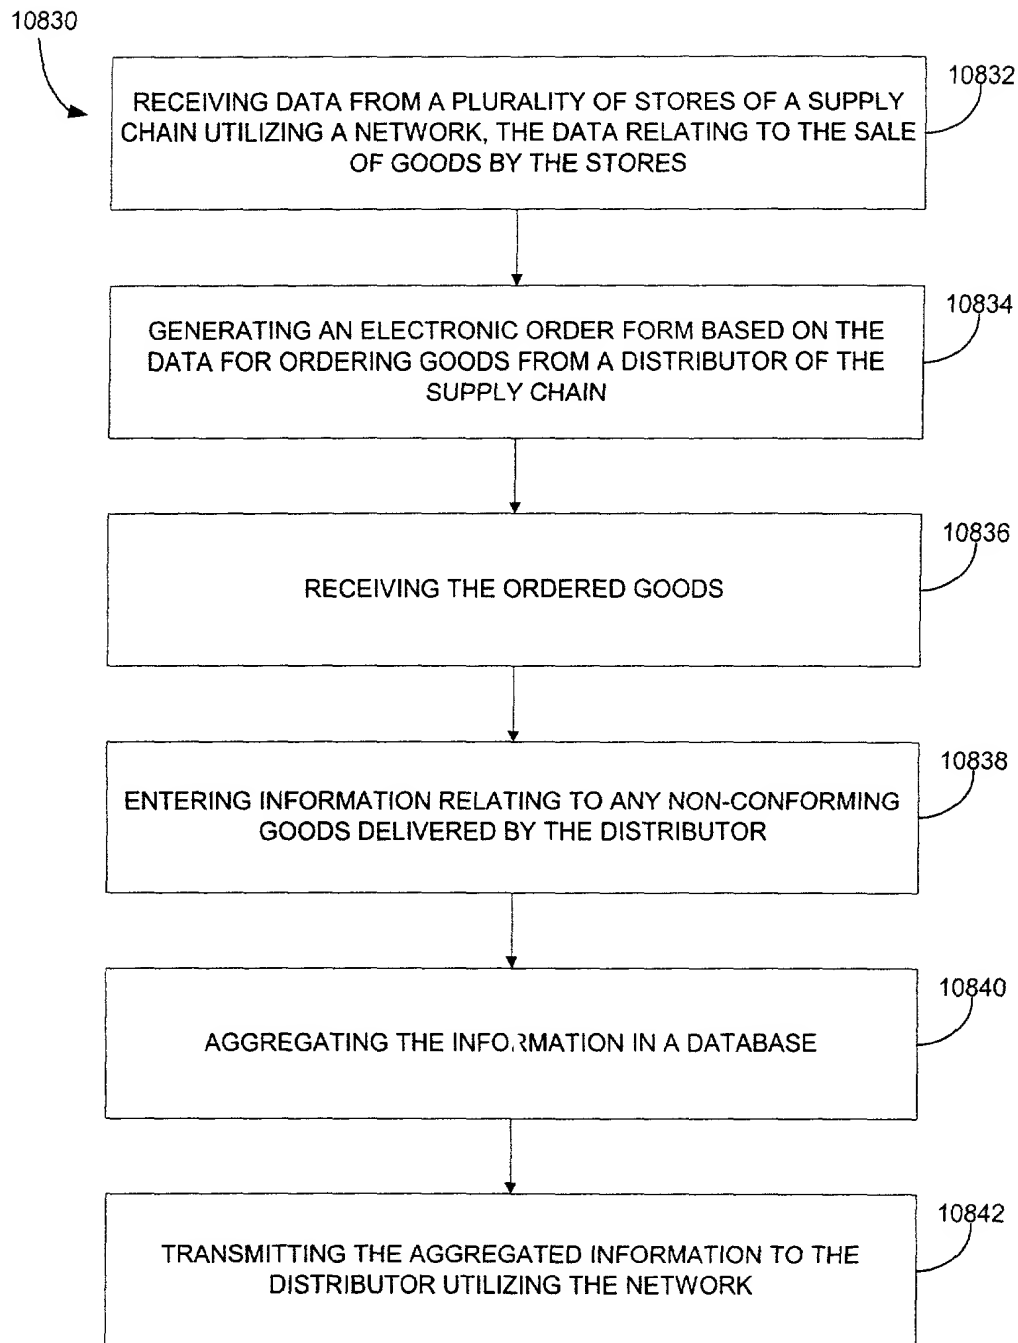 10830
10832
RECEIVING DATA FROM A PLURALITY OF STORES OF A SUPPLY
CHAIN UTILIZING A NETWORK, THE DATA RELATING TO THE SALE
OF GOODS BY THE STORES
10834
GENERATING AN ELECTRONIC ORDER FORM BASED ON THE
DATA FOR ORDERING GOODS FROM A DISTRIBUTOR OF THE
SUPPLY CHAIN
10836
RECEIVING THE ORDERED GOODS
10838
ENTERING INFORMATION RELATING TO ANY NON-CONFORMING
GOODS DELIVERED BY THE DISTRIBUTOR
10840
AGGREGATING THE INFORMATION IN A DATABASE
10842
TRANSMITTING THE AGGREGATED INFORMATION TO THE
DISTRIBUTOR UTILIZING THE NETWORK